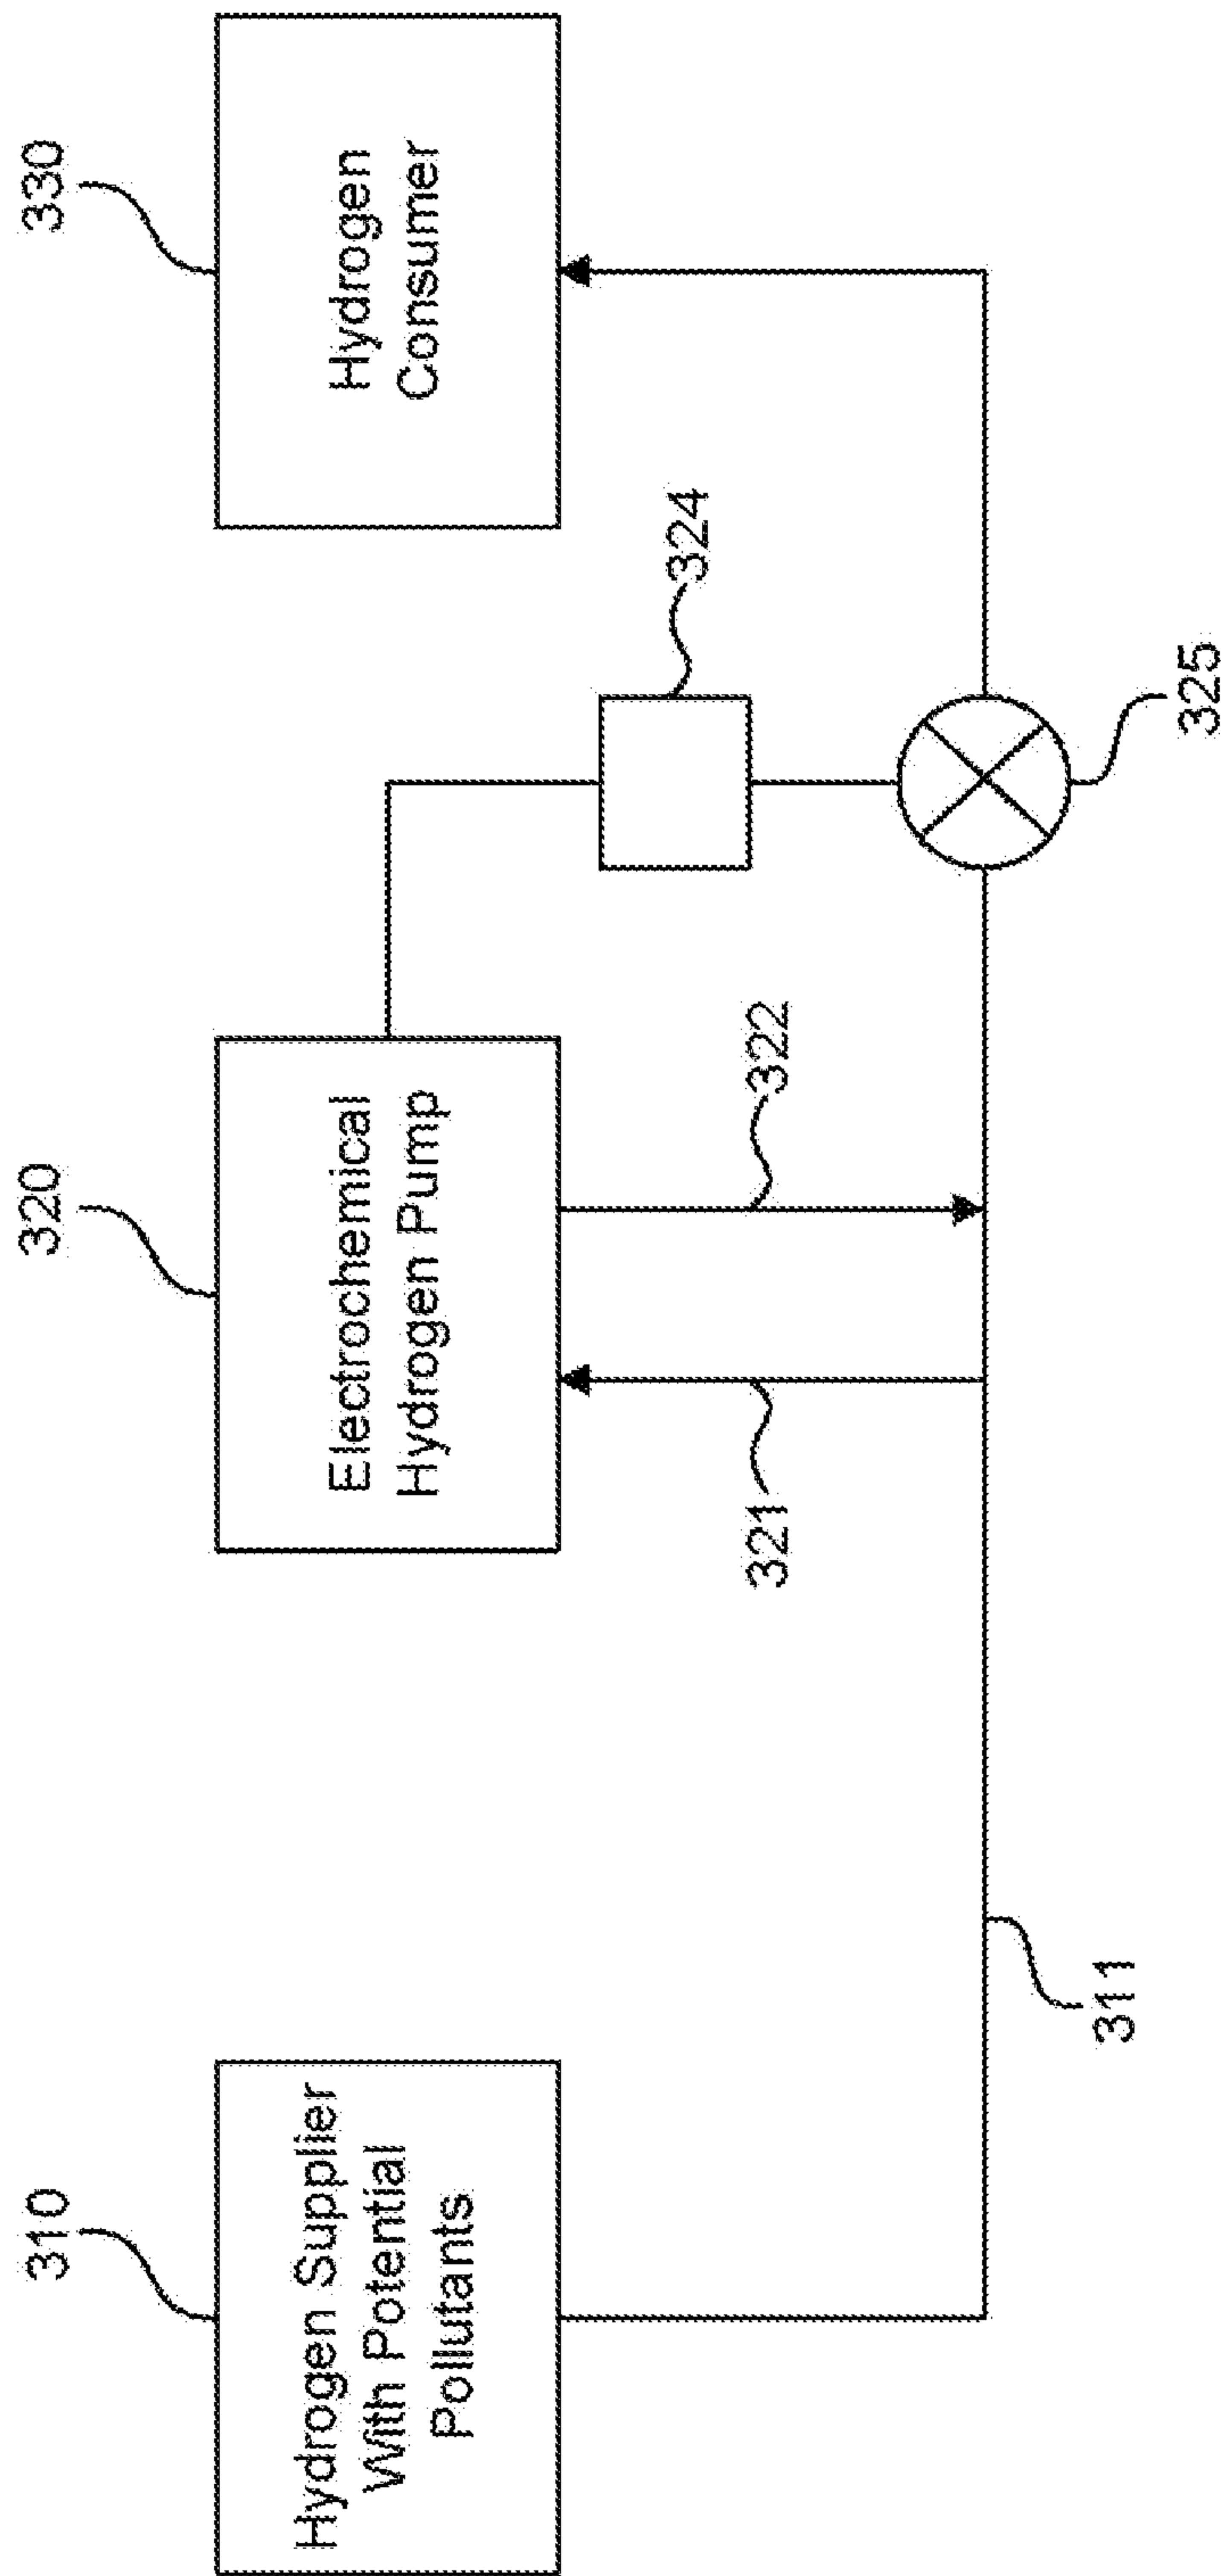 310
Hydrogen Supplier
With Potential
Pollutants
320
Electrochemical
Hydrogen Pump
330
Hydrogen
Consumer
321
322
324
311
325